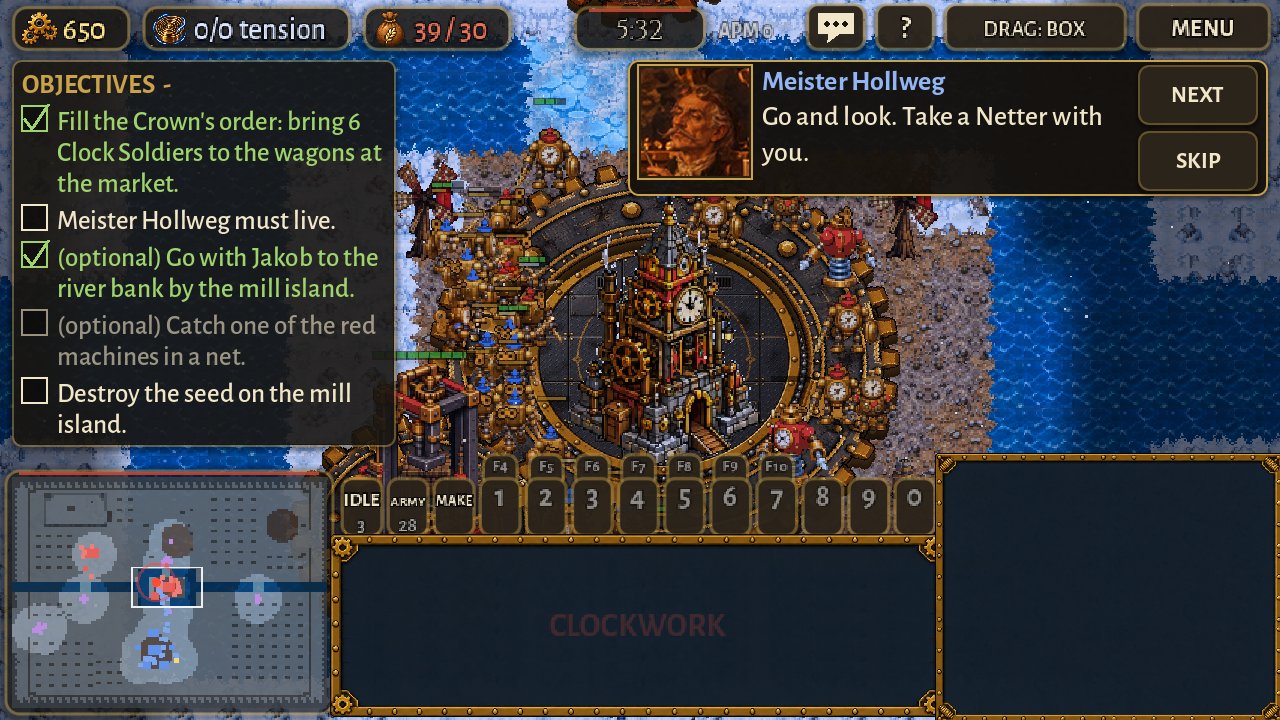 650
0/0 tension
39/30
5:32
APM 0
?
DRAG: BOX
MENU
OBJECTIVES -
Fill the Crown's order: bring 6
Clock Soldiers to the wagons at
the market.
Meister Hollweg must live.
(optional) Go with Jakob to the
river bank by the mill island.
(optional) Catch one of the red
machines in a net.
Destroy the seed on the mill
island.
Meister Hollweg
Go and look. Take a Netter with
you.
NEXT
SKIP
F4 F5 F6 F7 F8 F9 F10
IDLE ARMY MAKE 1 2 3 4 5 6 7 8 9 0
3 28
CLOCKWORK